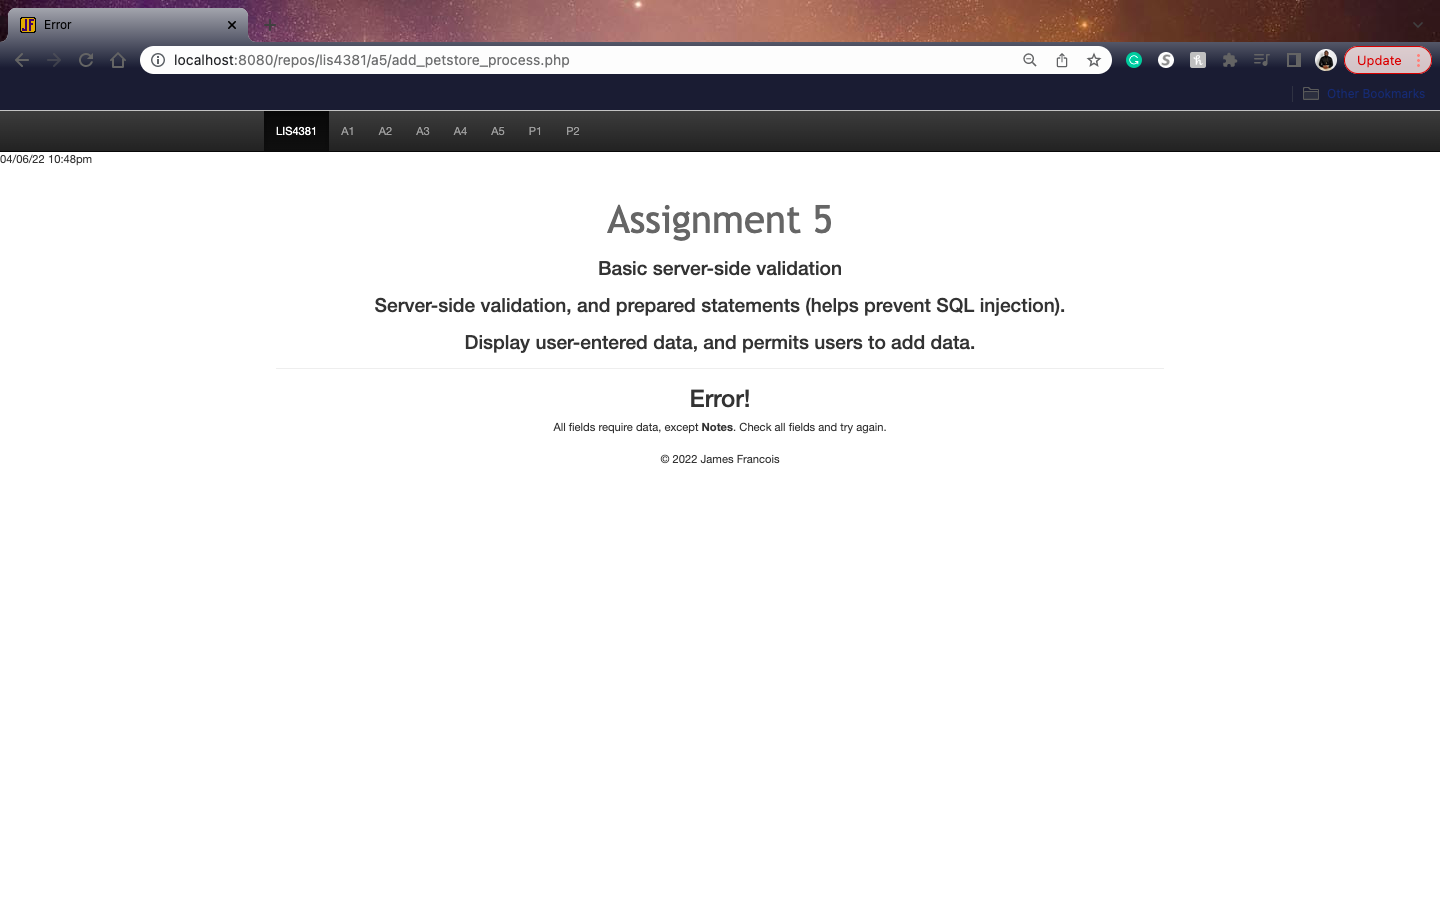 JF Error
localhost:8080/repos/lis4381/a5/add_petstore_process.php
Update
Other Bookmarks
LIS4381 A1 A2 A3 A4 A5 P1 P2
04/06/22 10:48pm
Assignment 5
Basic server-side validation
Server-side validation, and prepared statements (helps prevent SQL injection).
Display user-entered data, and permits users to add data.
Error!
All fields require data, except Notes. Check all fields and try again.
© 2022 James Francois